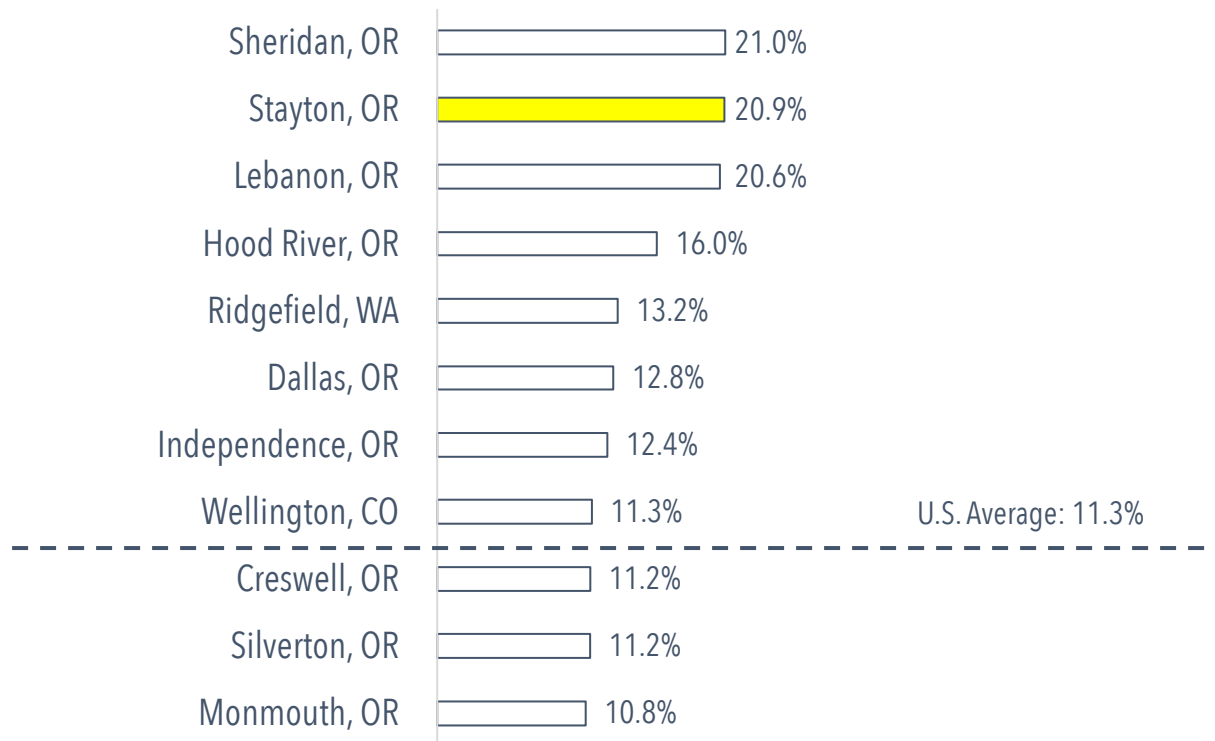 Sheridan, OR 21.0%
Stayton, OR 20.9%
Lebanon, OR 20.6%
Hood River, OR 16.0%
Ridgefield, WA 13.2%
Dallas, OR 12.8%
Independence, OR 12.4%
Wellington, CO 11.3% U.S. Average: 11.3%
Creswell, OR 11.2%
Silverton, OR 11.2%
Monmouth, OR 10.8%